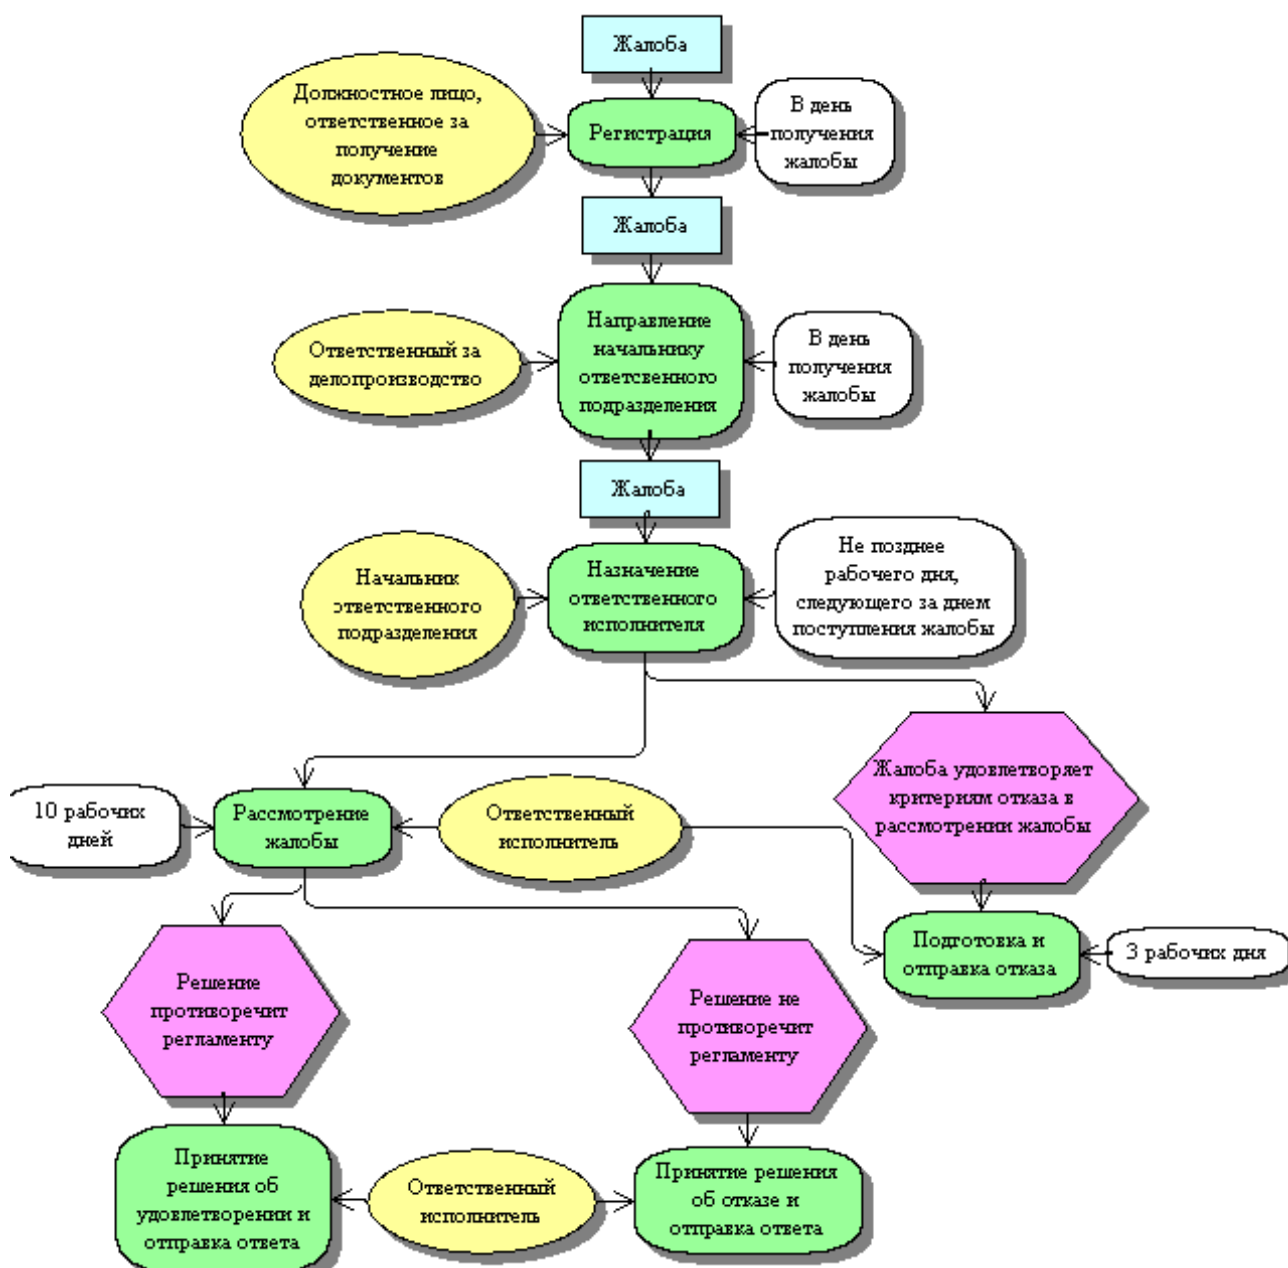 Жалоба
Должностное лицо,
ответственное за
получение
документов
Регистрация
В день
получения
жалобы
Жалоба
Ответственный за
делопроизводство
Направление
начальнику
ответсвенного
подразделения
В день
получения
жалобы
Жалоба
Начальник
ответственного
подразделения
Назначение
ответственного
исполнителя
Не позднее
рабочего дня,
следующего за днем
поступления жалобы
Жалоба удовлетворяет
критериям отказа в
рассмотрении жалобы
10 рабочих
дней
Рассмотрение
жалобы
Ответственный
исполнитель
Подготовка и
отправка отказа
3 рабочих дня
Решение
противоречит
регламенту
Решение не
противоречит
регламенту
Принятие
решения об
удовлетворении и
отправка ответа
Ответственный
исполнитель
Принятие решения
об отказе и
отправка ответа